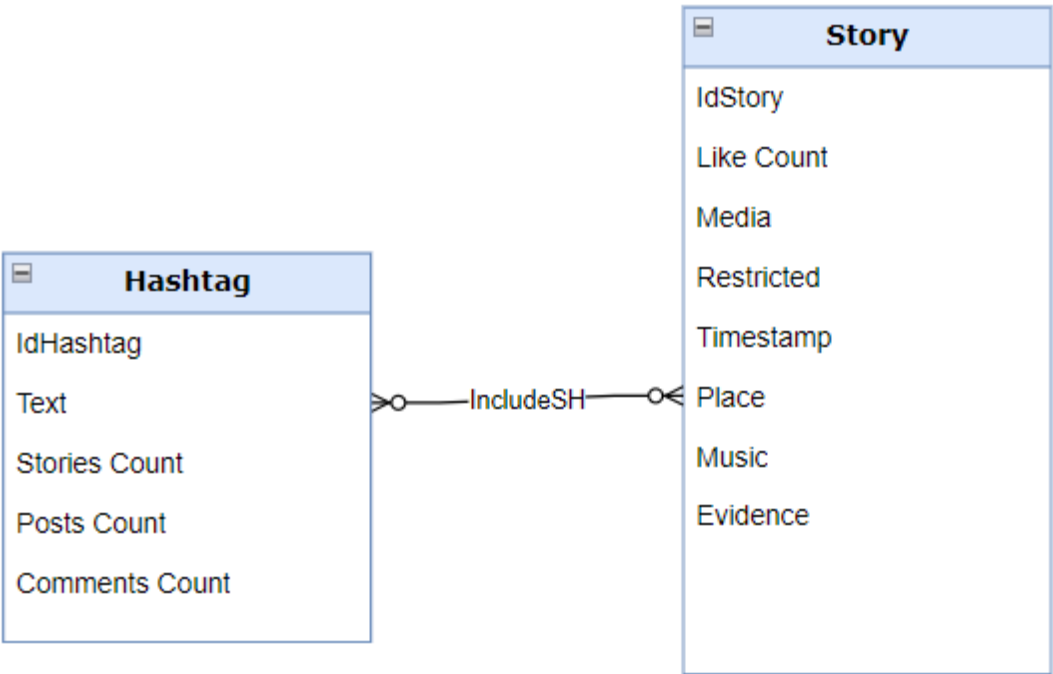 Story
IdStory
Like Count
Media
Restricted
Timestamp
Place
Music
Evidence
Hashtag
IdHashtag
Text
Stories Count
Posts Count
Comments Count
IncludeSH